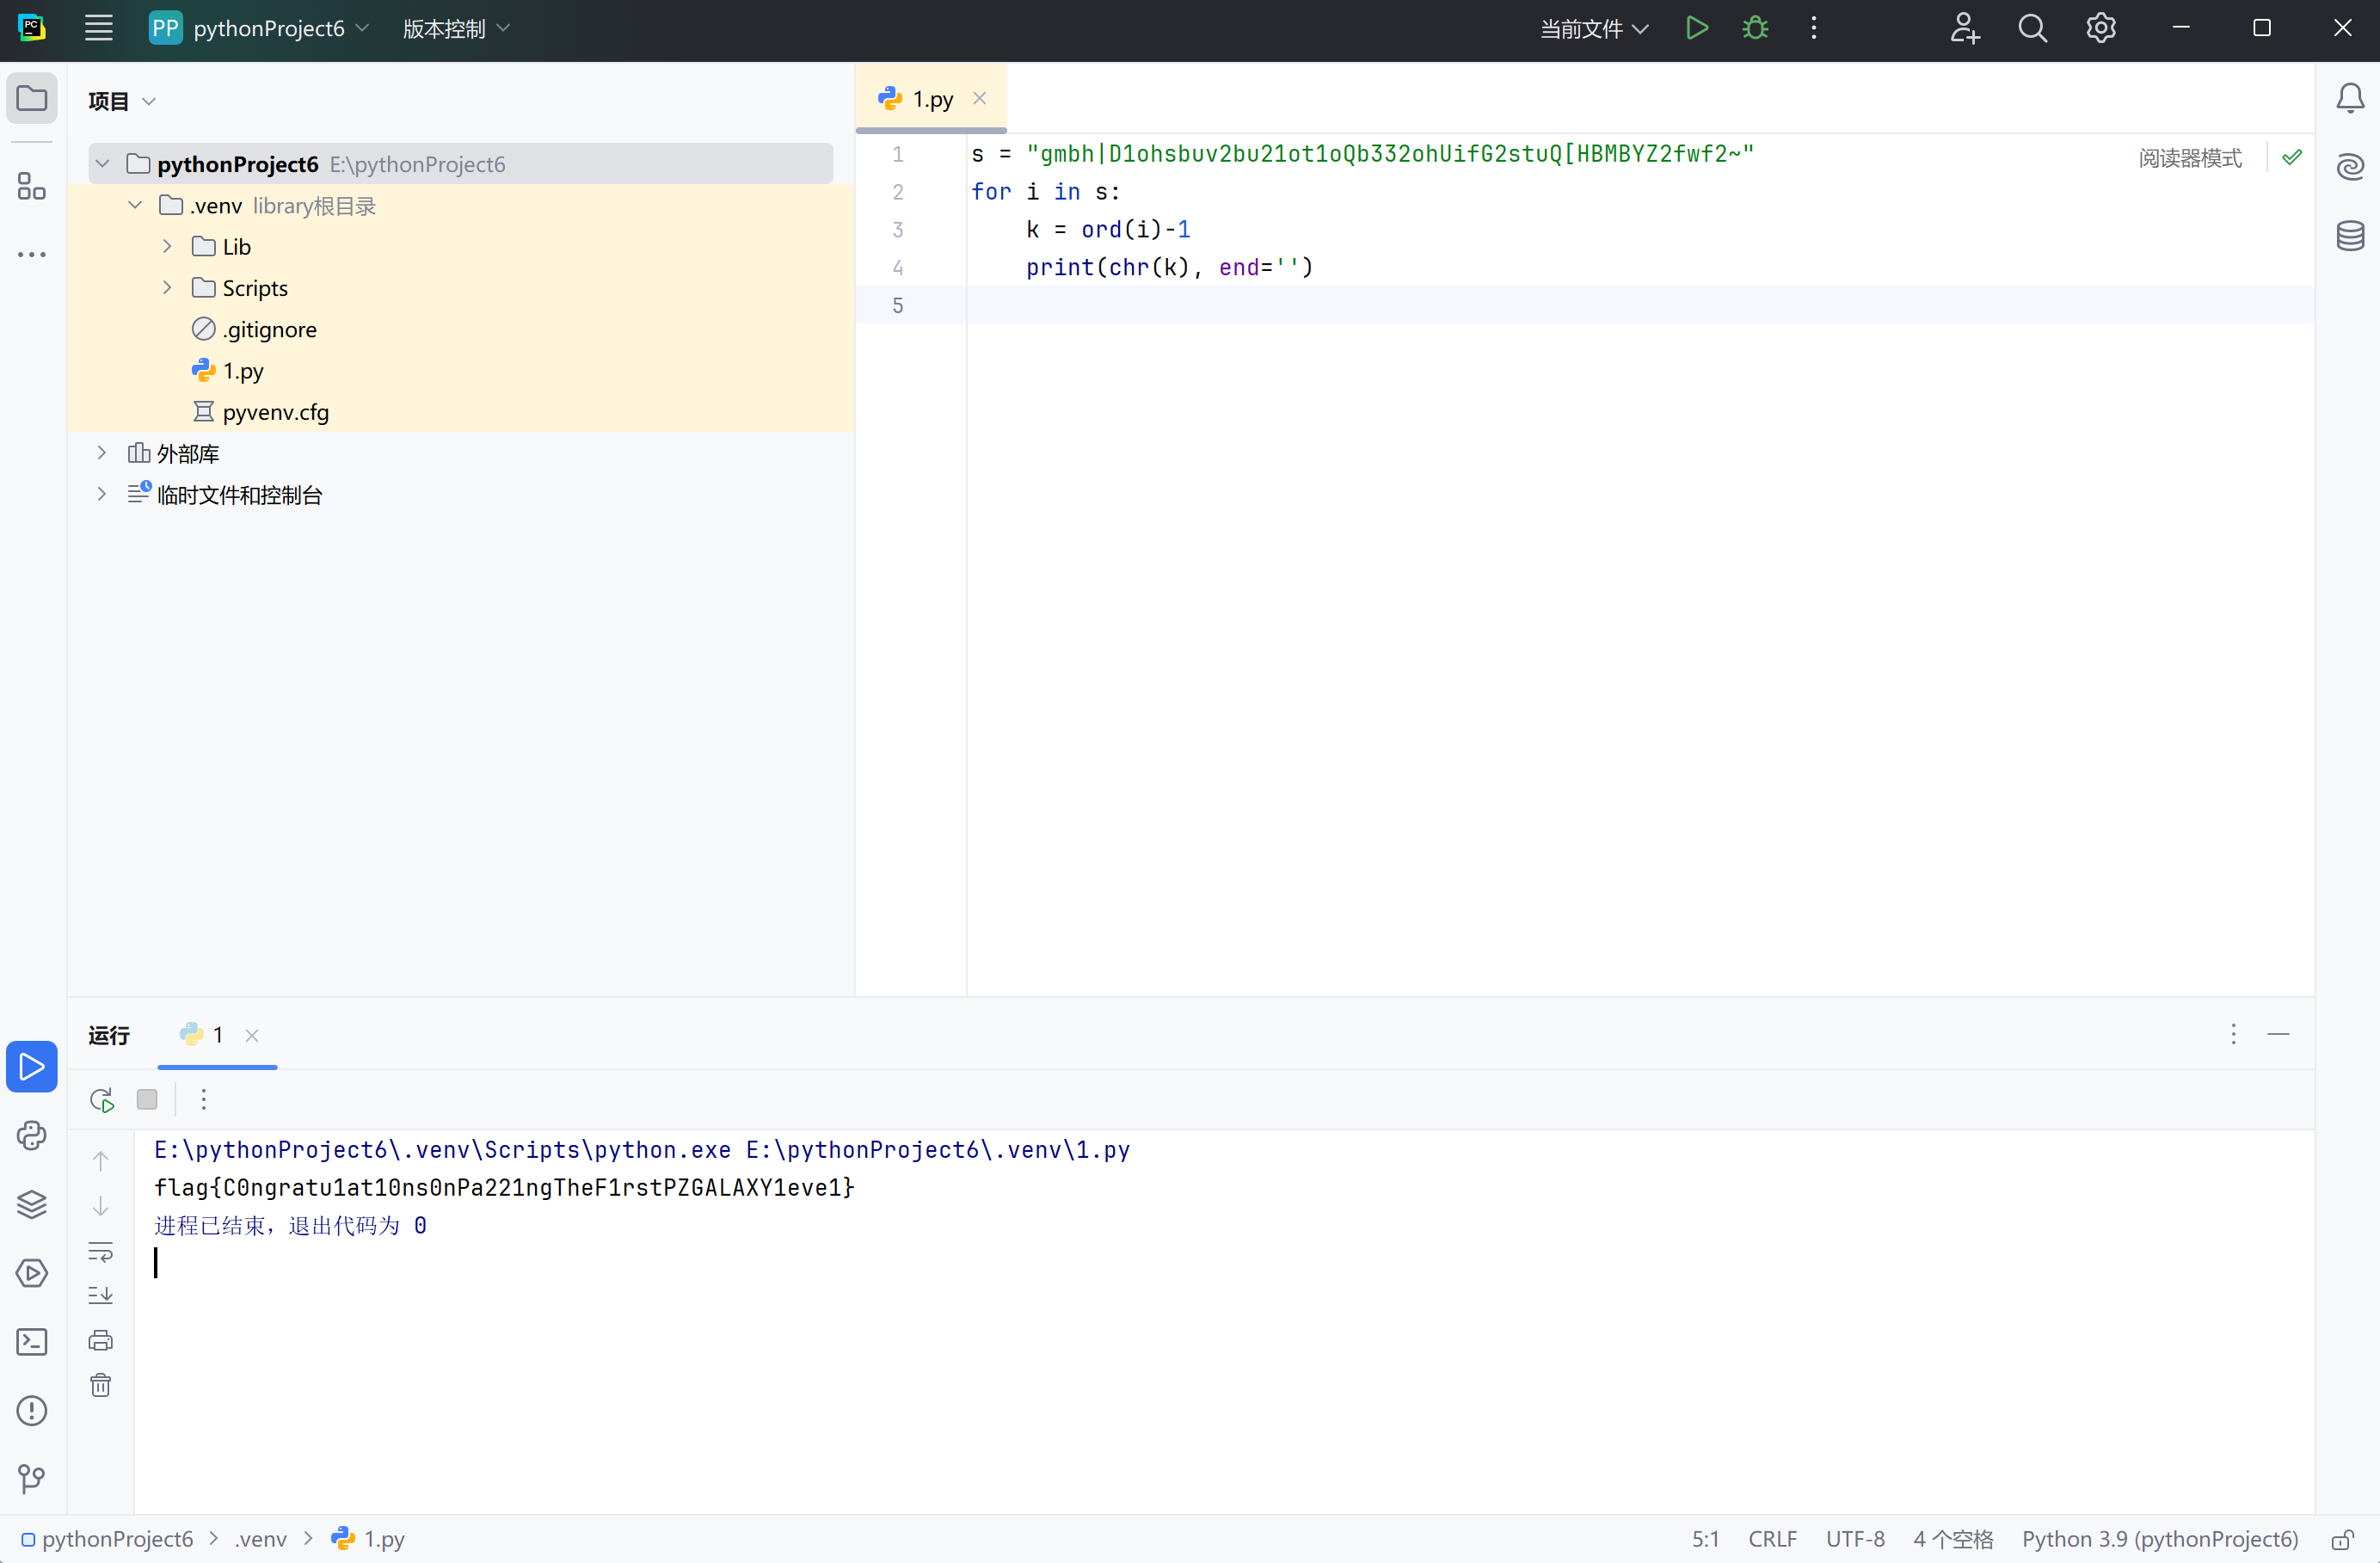 PC
PP pythonProject6 版本控制 当前文件
项目
1.py
pythonProject6 E:\pythonProject6
.venv library根目录
Lib
Scripts
.gitignore
1.py
pyvenv.cfg
外部库
临时文件和控制台
阅读器模式
1 s = "gmbh|D1ohsbuv2bu21ot1oQb332ohUifG2stuQ[HBMBYZ2fwf2~"
2 for i in s:
3 k = ord(i)-1
4 print(chr(k), end='')
5
运行 1
E:\pythonProject6\.venv\Scripts\python.exe E:\pythonProject6\.venv\1.py
flag{C0ngratu1at10ns0nPa221ngTheF1rstPZGALAXY1eve1}
进程已结束，退出代码为 0
pythonProject6 > .venv > 1.py 5:1 CRLF UTF-8 4 个空格 Python 3.9 (pythonProject6)